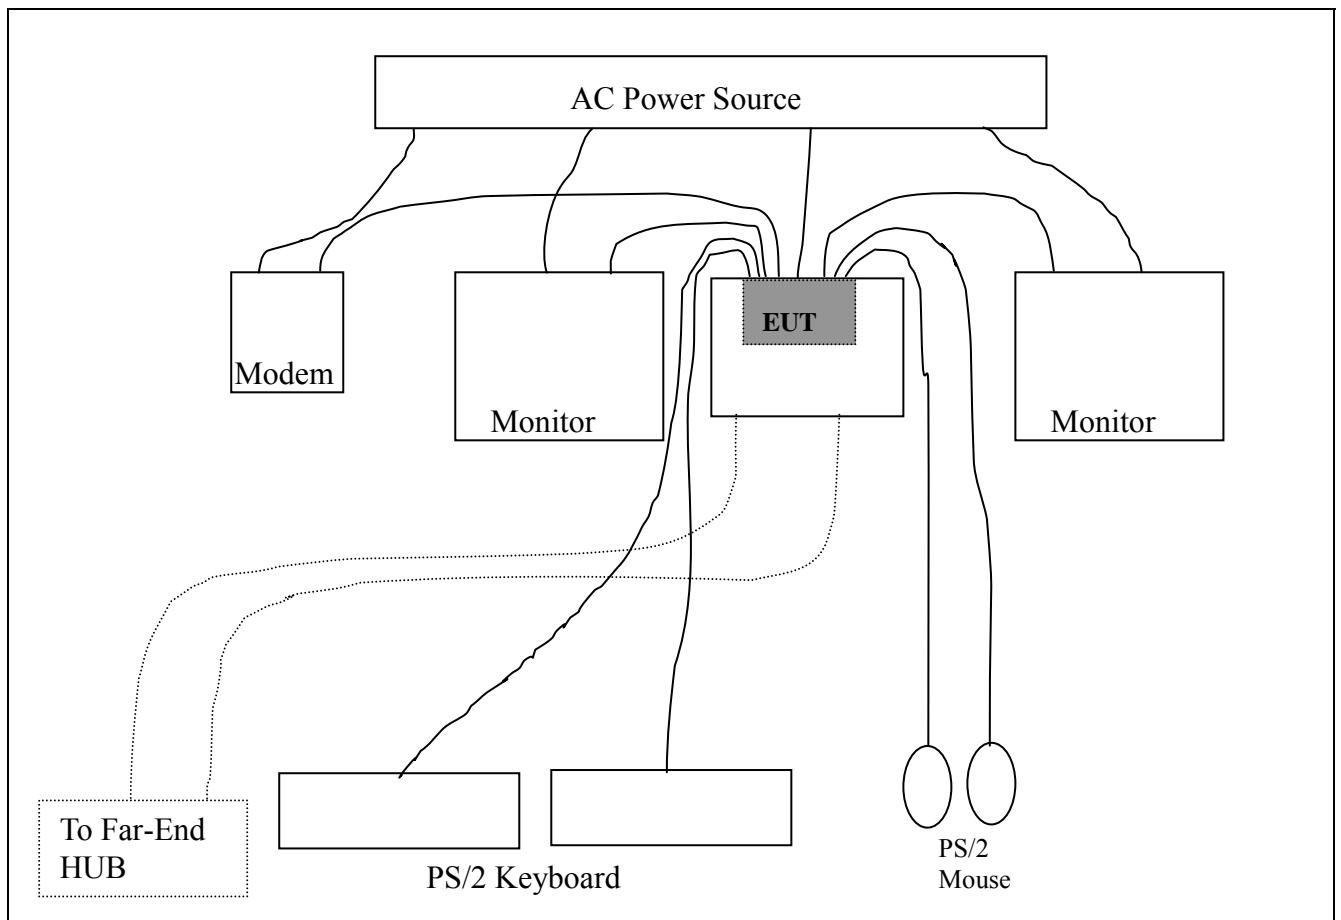 AC Power Source
EUT
Modem
Monitor
Monitor
To Far-End
HUB
PS/2 Keyboard
PS/2
Mouse